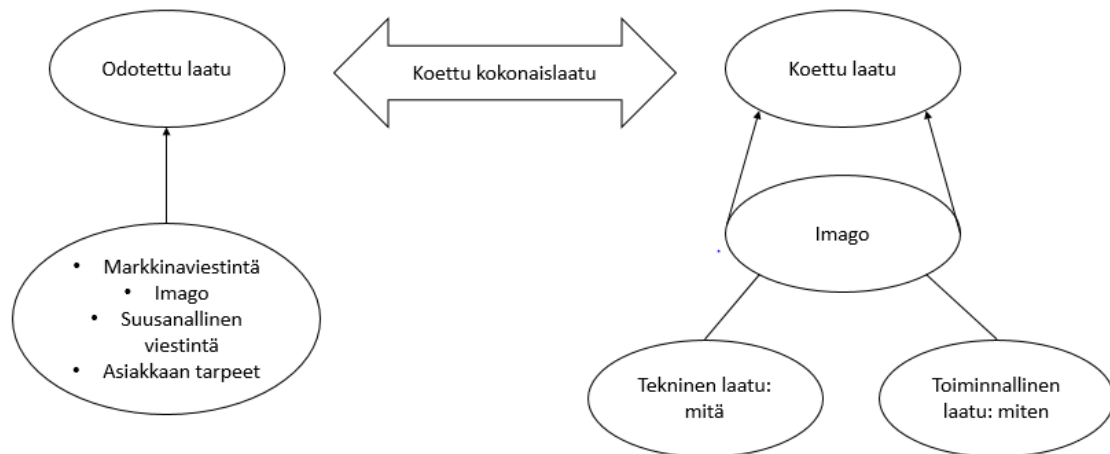 Odotettu laatu
Koettu kokonaislaatu
Koettu laatu
• Markkinaviestintä
• Imago
• Suusanallinen
viestintä
• Asiakkaan tarpeet
Imago
Tekninen laatu:
mitä
Toiminnallinen
laatu: miten